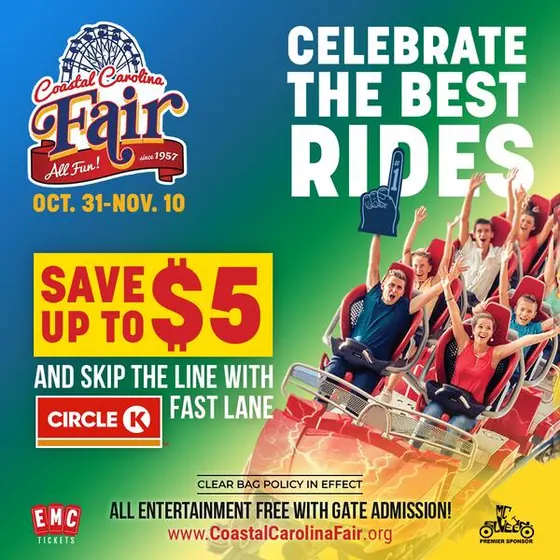 Coastal Carolina
Fair
All Fun!
since 1957
OCT. 31-NOV. 10
CELEBRATE
THE BEST
RIDES
#1
SAVE
UP TO
$5
AND SKIP THE LINE WITH
CIRCLE K
FAST LANE
CLEAR BAG POLICY IN EFFECT
ALL ENTERTAINMENT FREE WITH GATE ADMISSION!
www.CoastalCarolinaFair.org
EMC
TICKETS
PREMIER SPONSOR